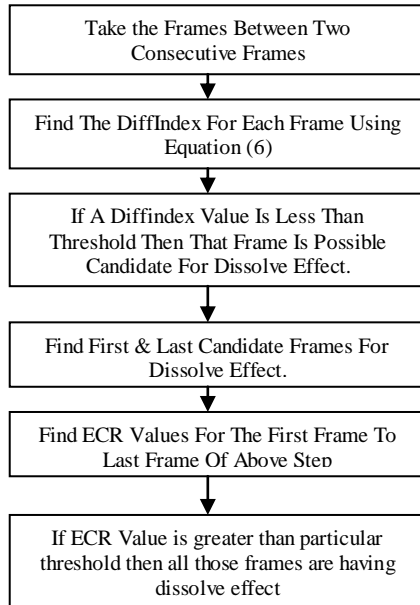 Take the Frames Between Two
Consecutive Frames
Find The DiffIndex For Each Frame Using
Equation (6)
If A Diffindex Value Is Less Than
Threshold Then That Frame Is Possible
Candidate For Dissolve Effect.
Find First & Last Candidate Frames For
Dissolve Effect.
Find ECR Values For The First Frame To
Last Frame Of Above Step
If ECR Value is greater than particular
threshold then all those frames are having
dissolve effect